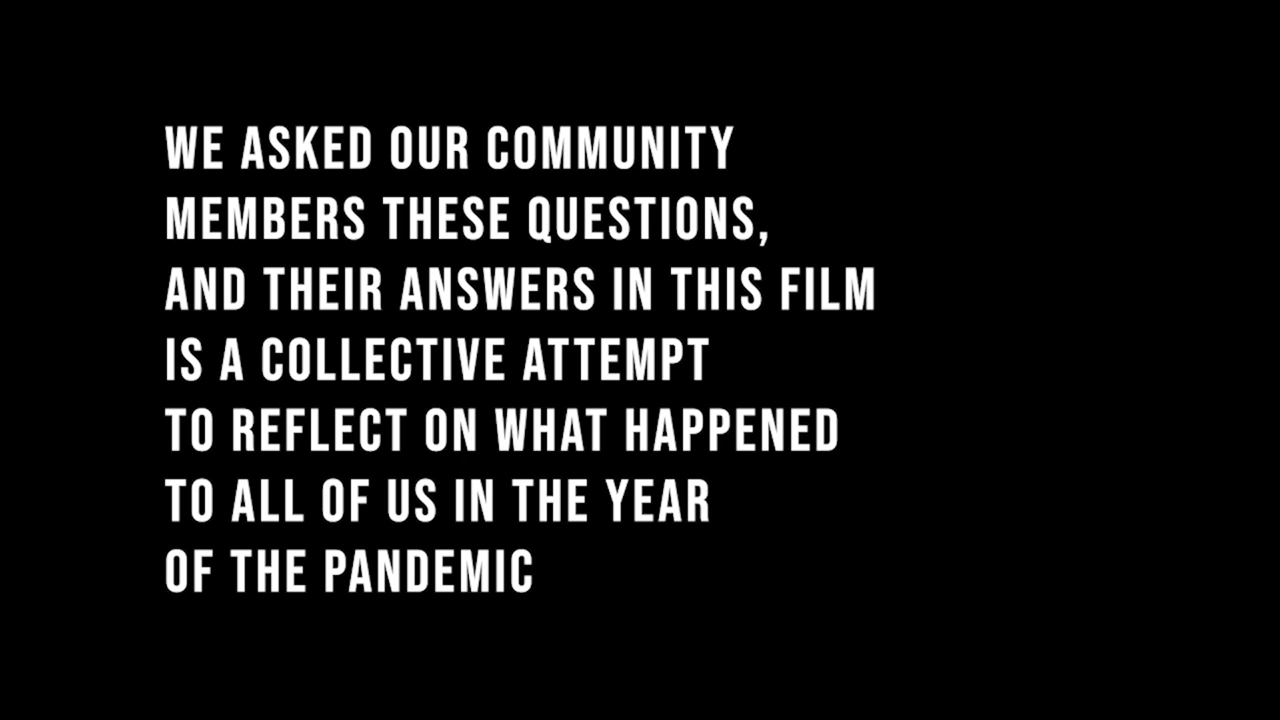 WE ASKED OUR COMMUNITY
MEMBERS THESE QUESTIONS,
AND THEIR ANSWERS IN THIS FILM
IS A COLLECTIVE ATTEMPT
TO REFLECT ON WHAT HAPPENED
TO ALL OF US IN THE YEAR
OF THE PANDEMIC